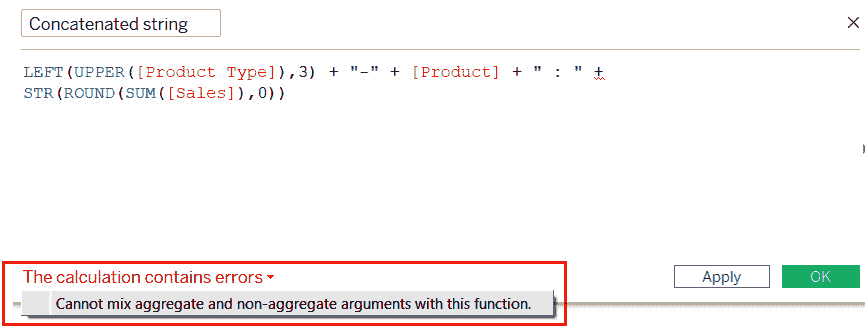 Concatenated string
LEFT(UPPER([Product Type]),3) + "-" + [Product] + " : " +
STR(ROUND(SUM([Sales]),0))
The calculation contains errors
Apply
OK
Cannot mix aggregate and non-aggregate arguments with this function.